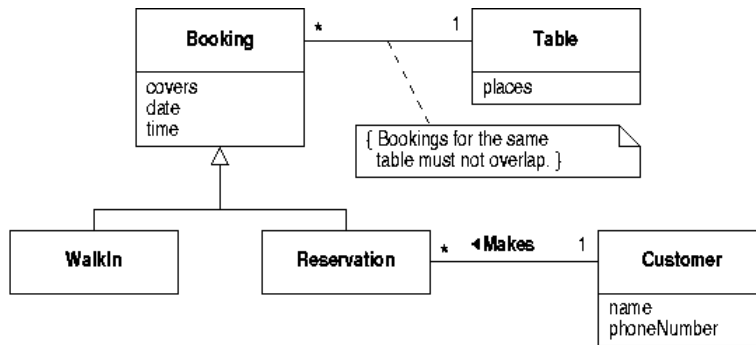 Booking
* 1
Table
covers
date
time
places
{ Bookings for the same
table must not overlap. }
WalkIn
Reservation
* ◄Makes 1
Customer
name
phoneNumber